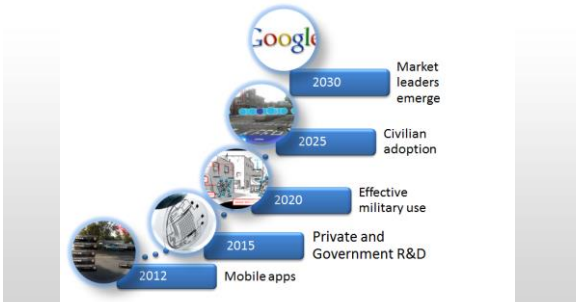 Google
2030
Market
leaders
emerge
2025
Civilian
adoption
2020
Effective
military use
2015
Private and
Government R&D
2012
Mobile apps